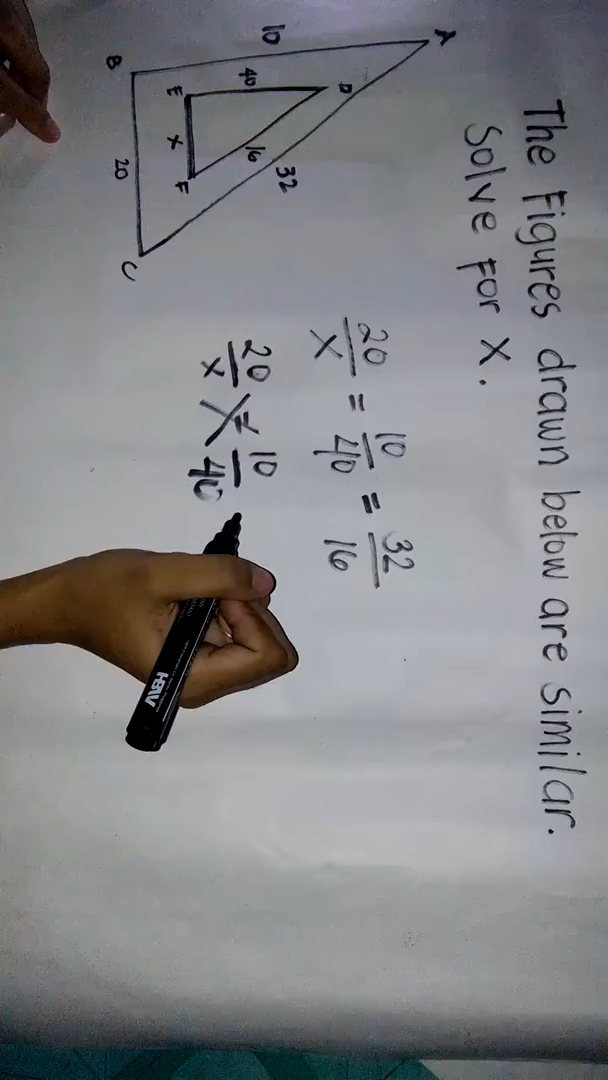 The Figures drawn below are similar.
Solve for x.
A
10
B
D
40
E
x
16
F
32
20
C
20/x = 10/40 = 32/16
20/x = 10/40
HBW